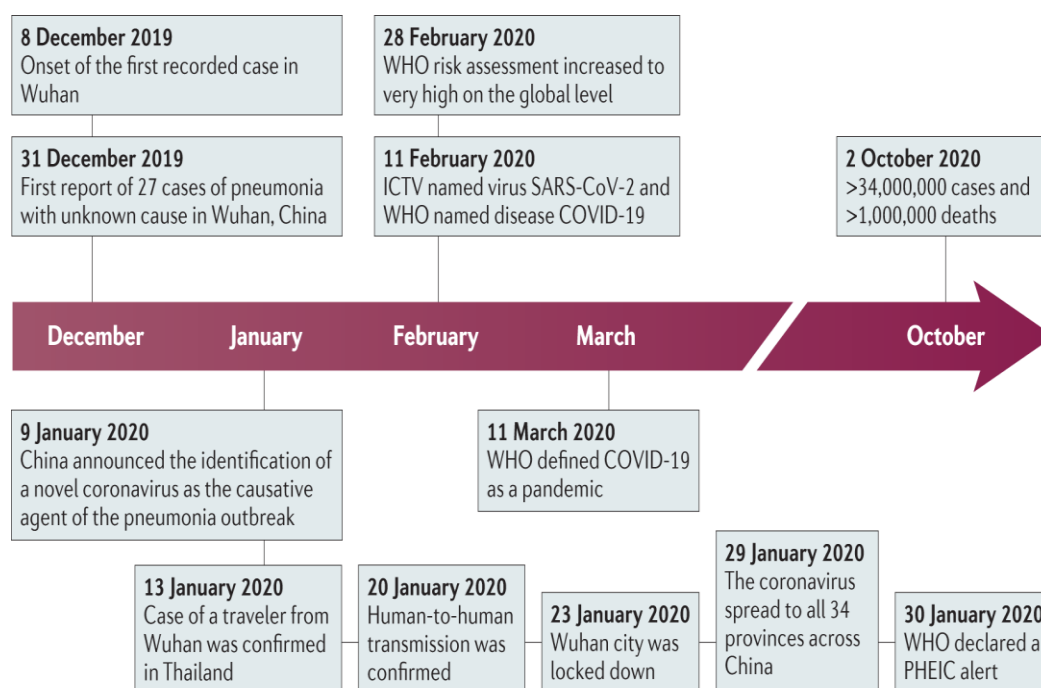 8 December 2019
Onset of the first recorded case in
Wuhan
31 December 2019
First report of 27 cases of pneumonia
with unknown cause in Wuhan, China
28 February 2020
WHO risk assessment increased to
very high on the global level
11 February 2020
ICTV named virus SARS-CoV-2 and
WHO named disease COVID-19
2 October 2020
>34,000,000 cases and
>1,000,000 deaths
December
January
February
March
October
9 January 2020
China announced the identification of
a novel coronavirus as the causative
agent of the pneumonia outbreak
11 March 2020
WHO defined COVID-19
as a pandemic
13 January 2020
Case of a traveler from
Wuhan was confirmed
in Thailand
20 January 2020
Human-to-human
transmission was
confirmed
23 January 2020
Wuhan city was
locked down
29 January 2020
The coronavirus
spread to all 34
provinces across
China
30 January 2020
WHO declared a
PHEIC alert